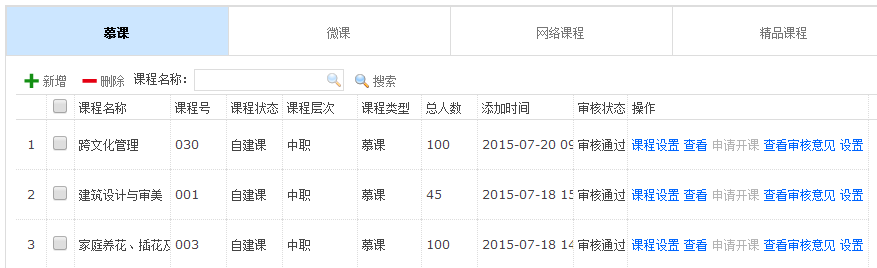 慕课 微课 网络课程 精品课程
新增 删除 课程名称： 搜索
课程名称 课程号 课程状态 课程层次 课程类型 总人数 添加时间 审核状态 操作
1 跨文化管理 030 自建课 中职 慕课 100 2015-07-20 09 审核通过 课程设置 查看 申请开课 查看审核意见 设置
2 建筑设计与审美 001 自建课 中职 慕课 45 2015-07-18 15 审核通过 课程设置 查看 申请开课 查看审核意见 设置
3 家庭养花、插花及 003 自建课 中职 慕课 100 2015-07-18 14 审核通过 课程设置 查看 申请开课 查看审核意见 设置